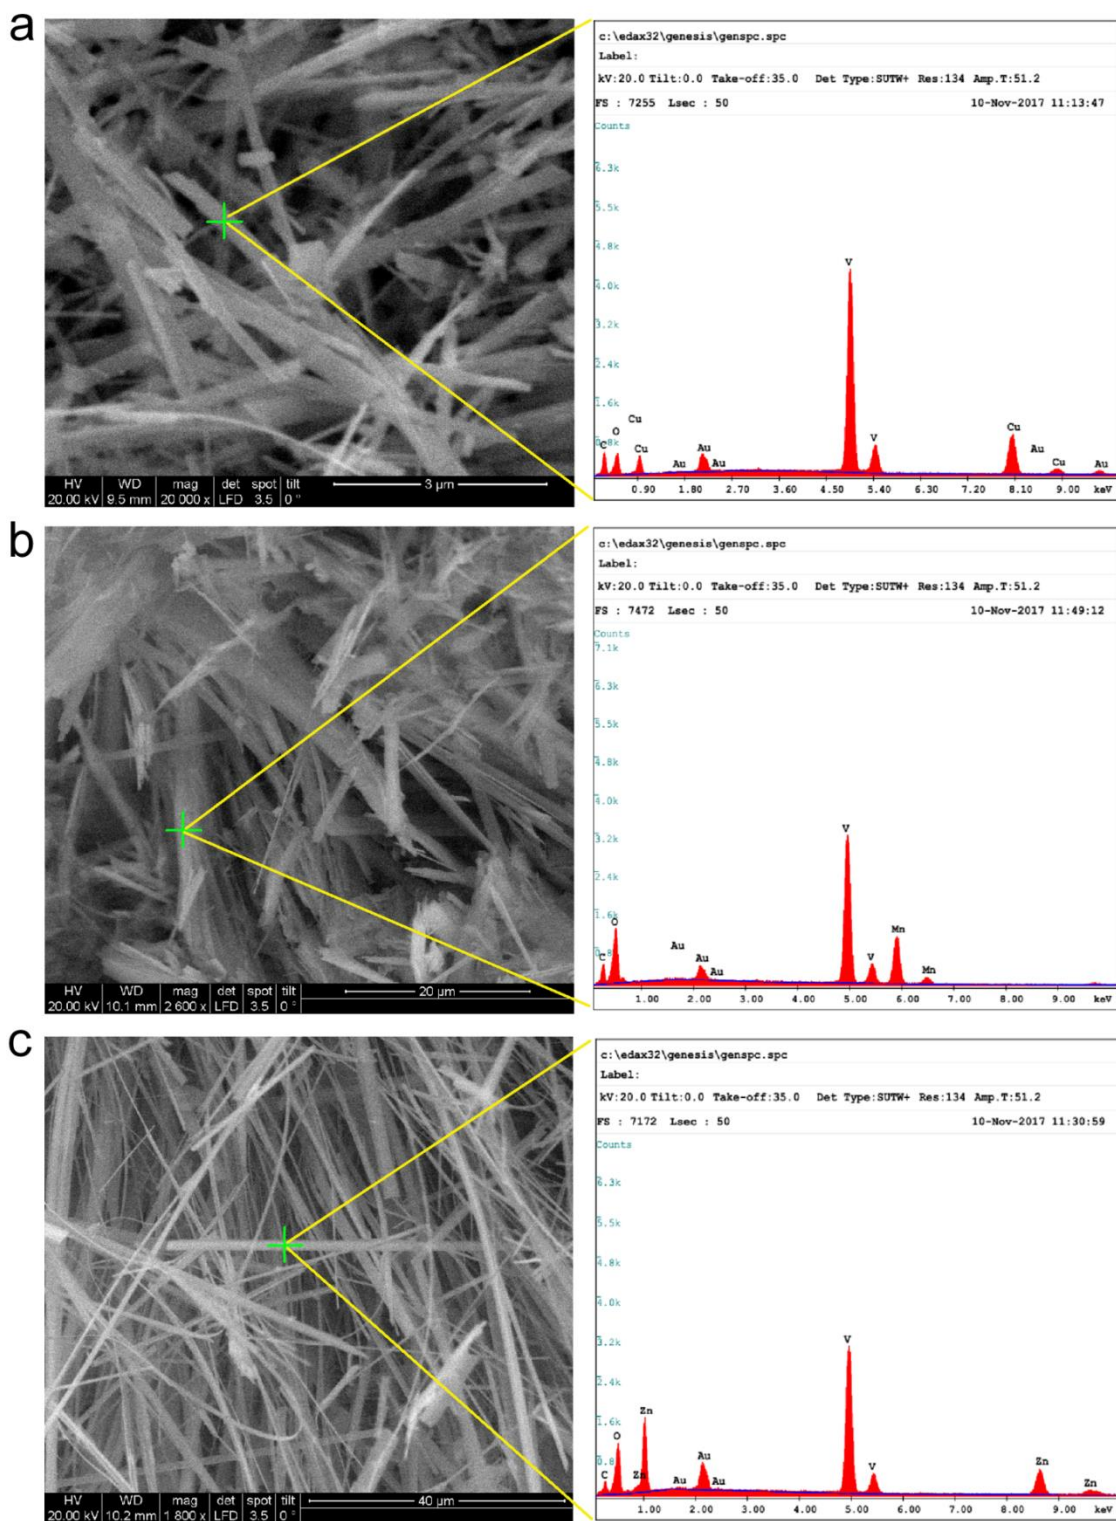 a
c:\edax32\genesis\genspc.spc
Label:
kV:20.0 Tilt:0.0 Take-off:35.0 Det Type:SUTW+ Res:134 Amp.T:51.2
FS : 7255 Lsec : 50 10-Nov-2017 11:13:47
Counts
6.3k
5.5k
4.8k
V
4.0k
3.2k
2.4k
1.6k
Cu
Cu
0.8k
O
Au
C
Cu
Au
V
Au
Au
Cu
Au
0.90 1.80 2.70 3.60 4.50 5.40 6.30 7.20 8.10 9.00 keV
HV WD mag det spot tilt
20.00 kV 9.5 mm 20 000 x LFD 3.5 0 °
3 µm
b
c:\edax32\genesis\genspc.spc
Label:
kV:20.0 Tilt:0.0 Take-off:35.0 Det Type:SUTW+ Res:134 Amp.T:51.2
FS : 7472 Lsec : 50 10-Nov-2017 11:49:12
Counts
7.1k
6.3k
5.5k
4.8k
4.0k
V
3.2k
2.4k
1.6k
O
Mn
Au
0.8
C
Au
Au
V
Mn
1.00 2.00 3.00 4.00 5.00 6.00 7.00 8.00 9.00 keV
HV WD mag det spot tilt
20.00 kV 10.1 mm 2 600 x LFD 3.5 0 °
20 µm
c
c:\edax32\genesis\genspc.spc
Label:
kV:20.0 Tilt:0.0 Take-off:35.0 Det Type:SUTW+ Res:134 Amp.T:51.2
FS : 7172 Lsec : 50 10-Nov-2017 11:30:59
Counts
6.3k
5.5k
4.8k
4.0k
V
3.2k
2.4k
1.6k
Zn
O
0.8
Au
C
Zn
Au
Au
V
Zn
Zn
1.00 2.00 3.00 4.00 5.00 6.00 7.00 8.00 9.00 keV
HV WD mag det spot tilt
20.00 kV 10.2 mm 1 800 x LFD 3.5 0 °
40 µm